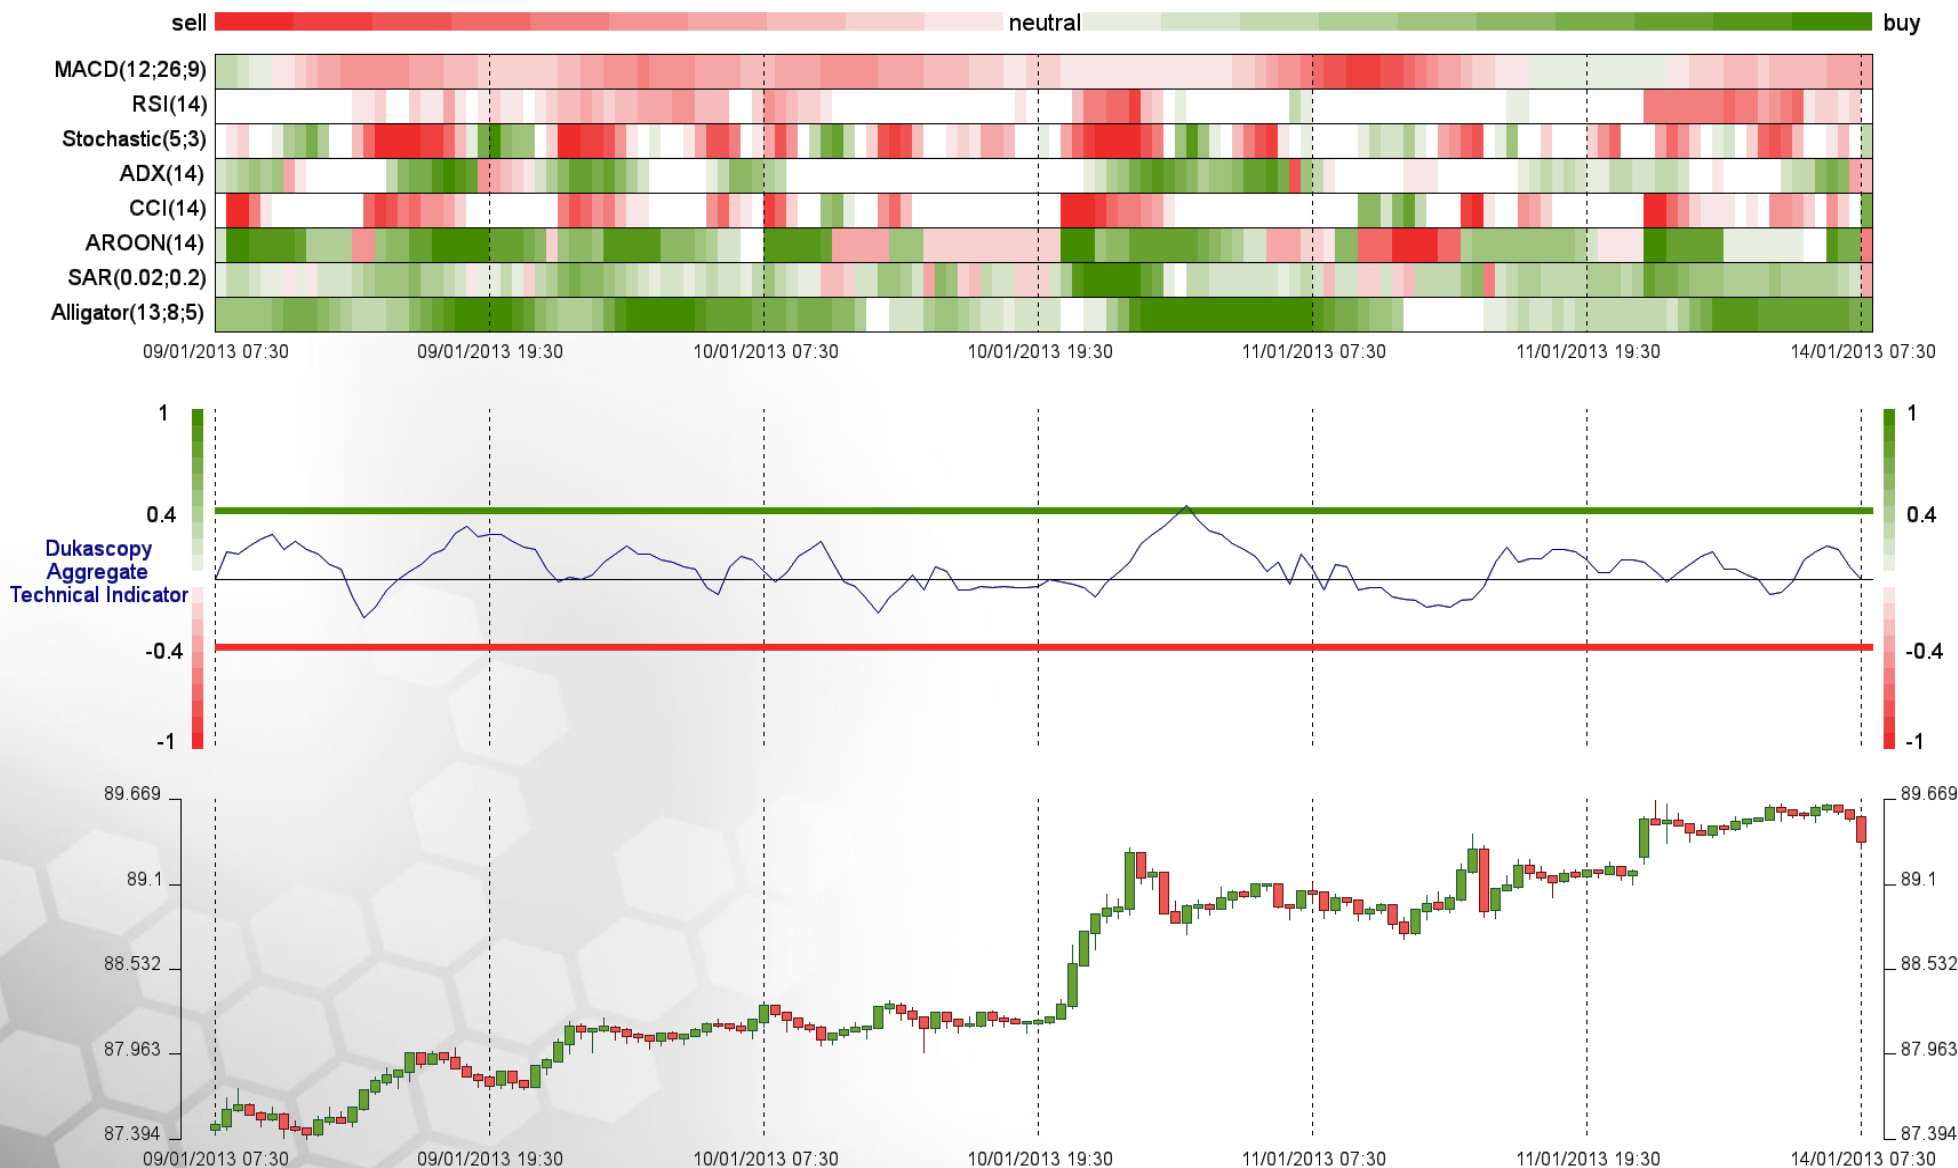 sell neutral buy
MACD(12;26;9)
RSI(14)
Stochastic(5;3)
ADX(14)
CCI(14)
AROON(14)
SAR(0.02;0.2)
Alligator(13;8;5)
09/01/2013 07:30 09/01/2013 19:30 10/01/2013 07:30 10/01/2013 19:30 11/01/2013 07:30 11/01/2013 19:30 14/01/2013 07:30
1 1
0.4 0.4
Dukascopy
Aggregate
Technical Indicator
-0.4 -0.4
-1 -1
89.669 89.669
89.1 89.1
88.532 88.532
87.963 87.963
87.394 87.394
09/01/2013 07:30 09/01/2013 19:30 10/01/2013 07:30 10/01/2013 19:30 11/01/2013 07:30 11/01/2013 19:30 14/01/2013 07:30